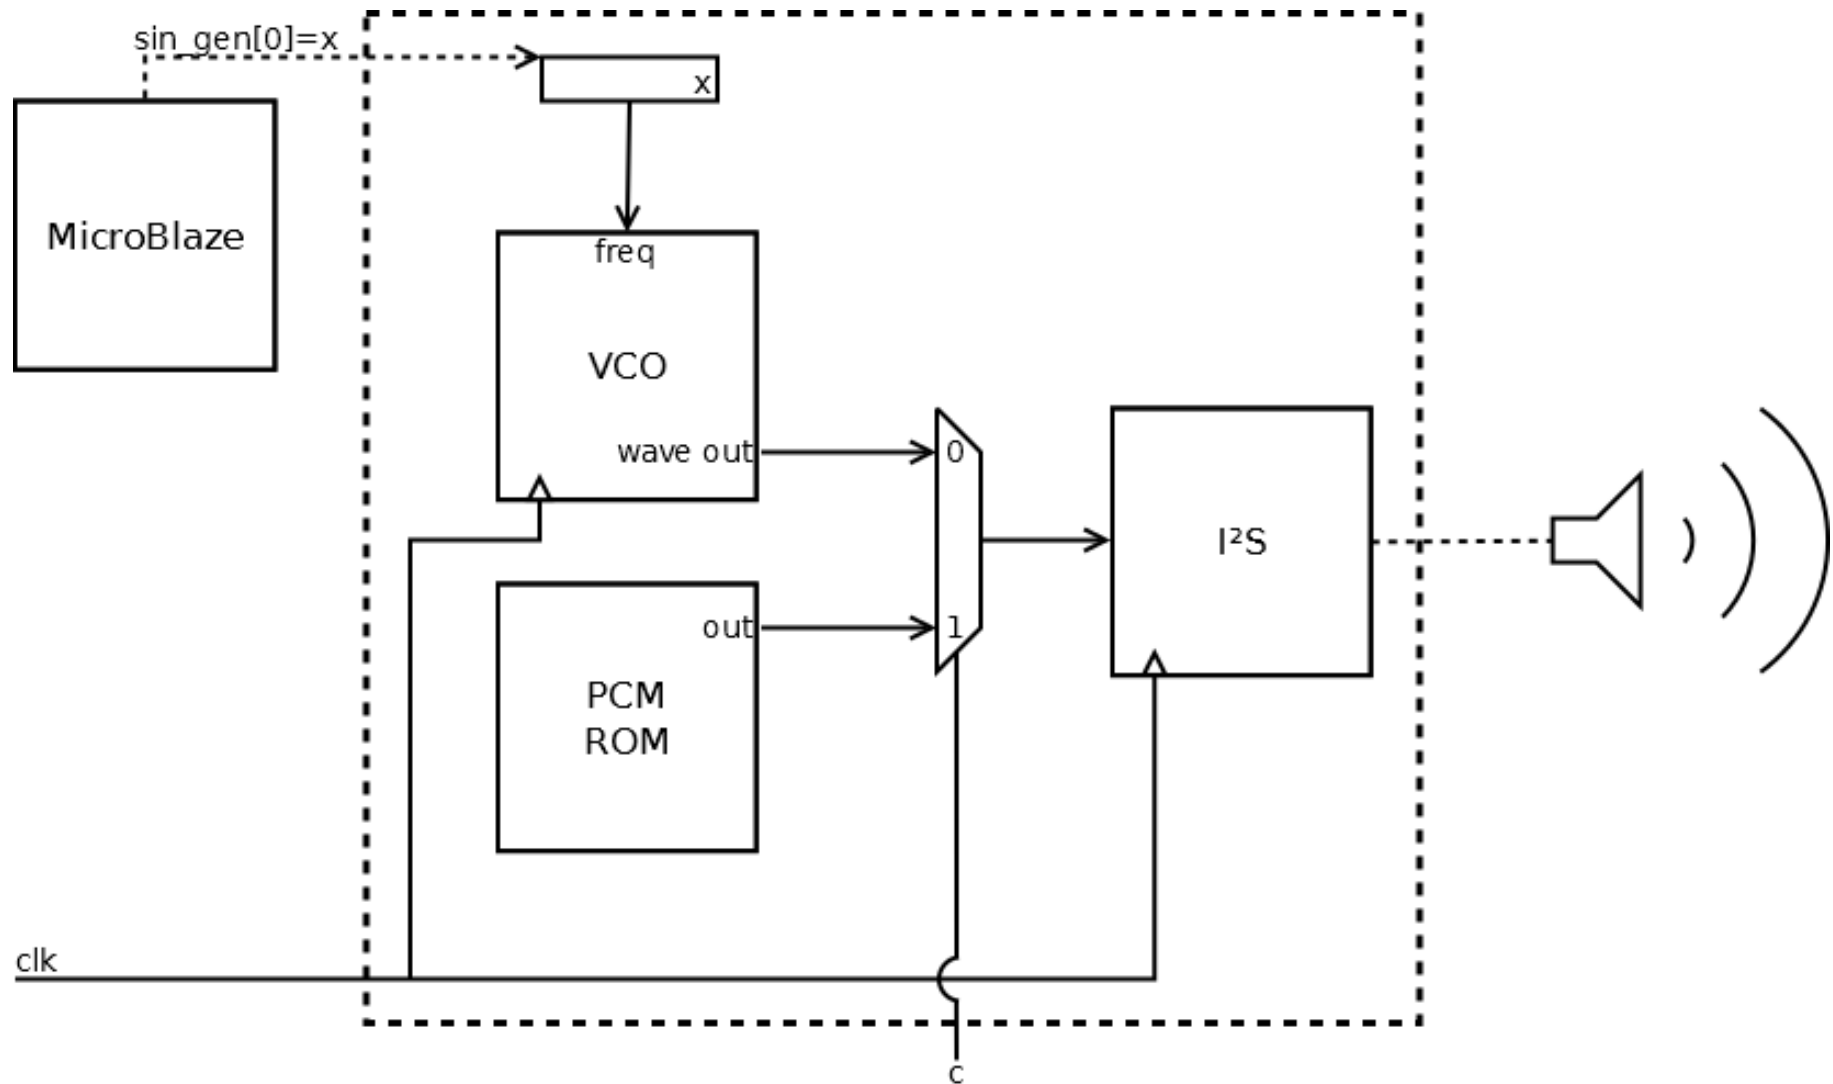 sin_gen[0]=x
x
MicroBlaze
freq
VCO
wave out
0
I²S
out
1
PCM
ROM
clk
c